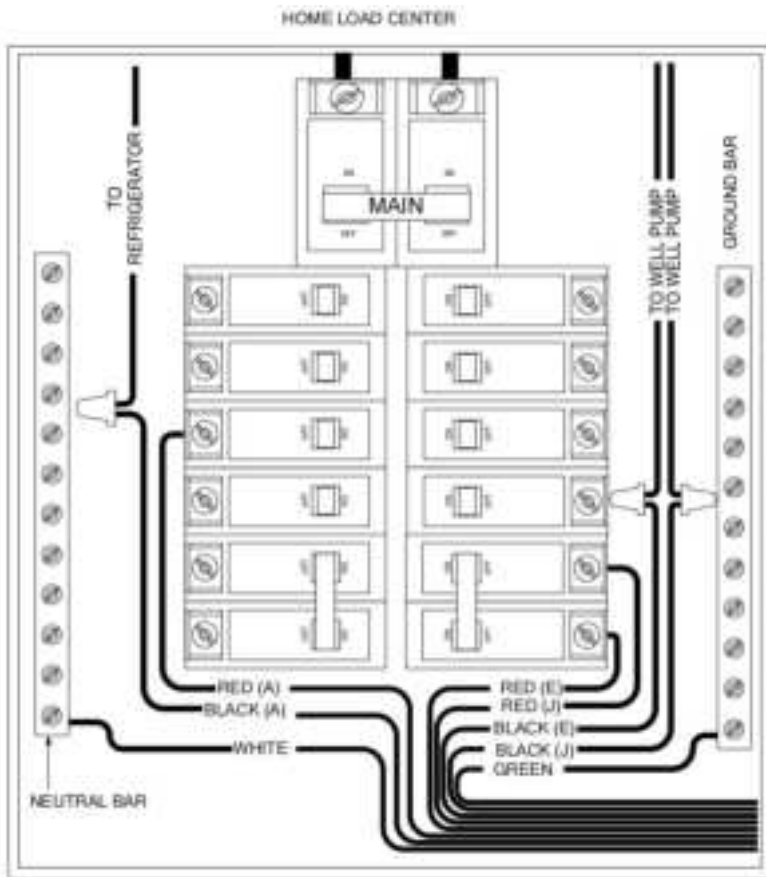 HOME LOAD CENTER
TO
REFRIGERATOR
MAIN
TO WELL PUMP
TO WELL PUMP
GROUND BAR
RED (A)
BLACK (A)
WHITE
RED (E)
RED (J)
BLACK (E)
BLACK (J)
GREEN
NEUTRAL BAR